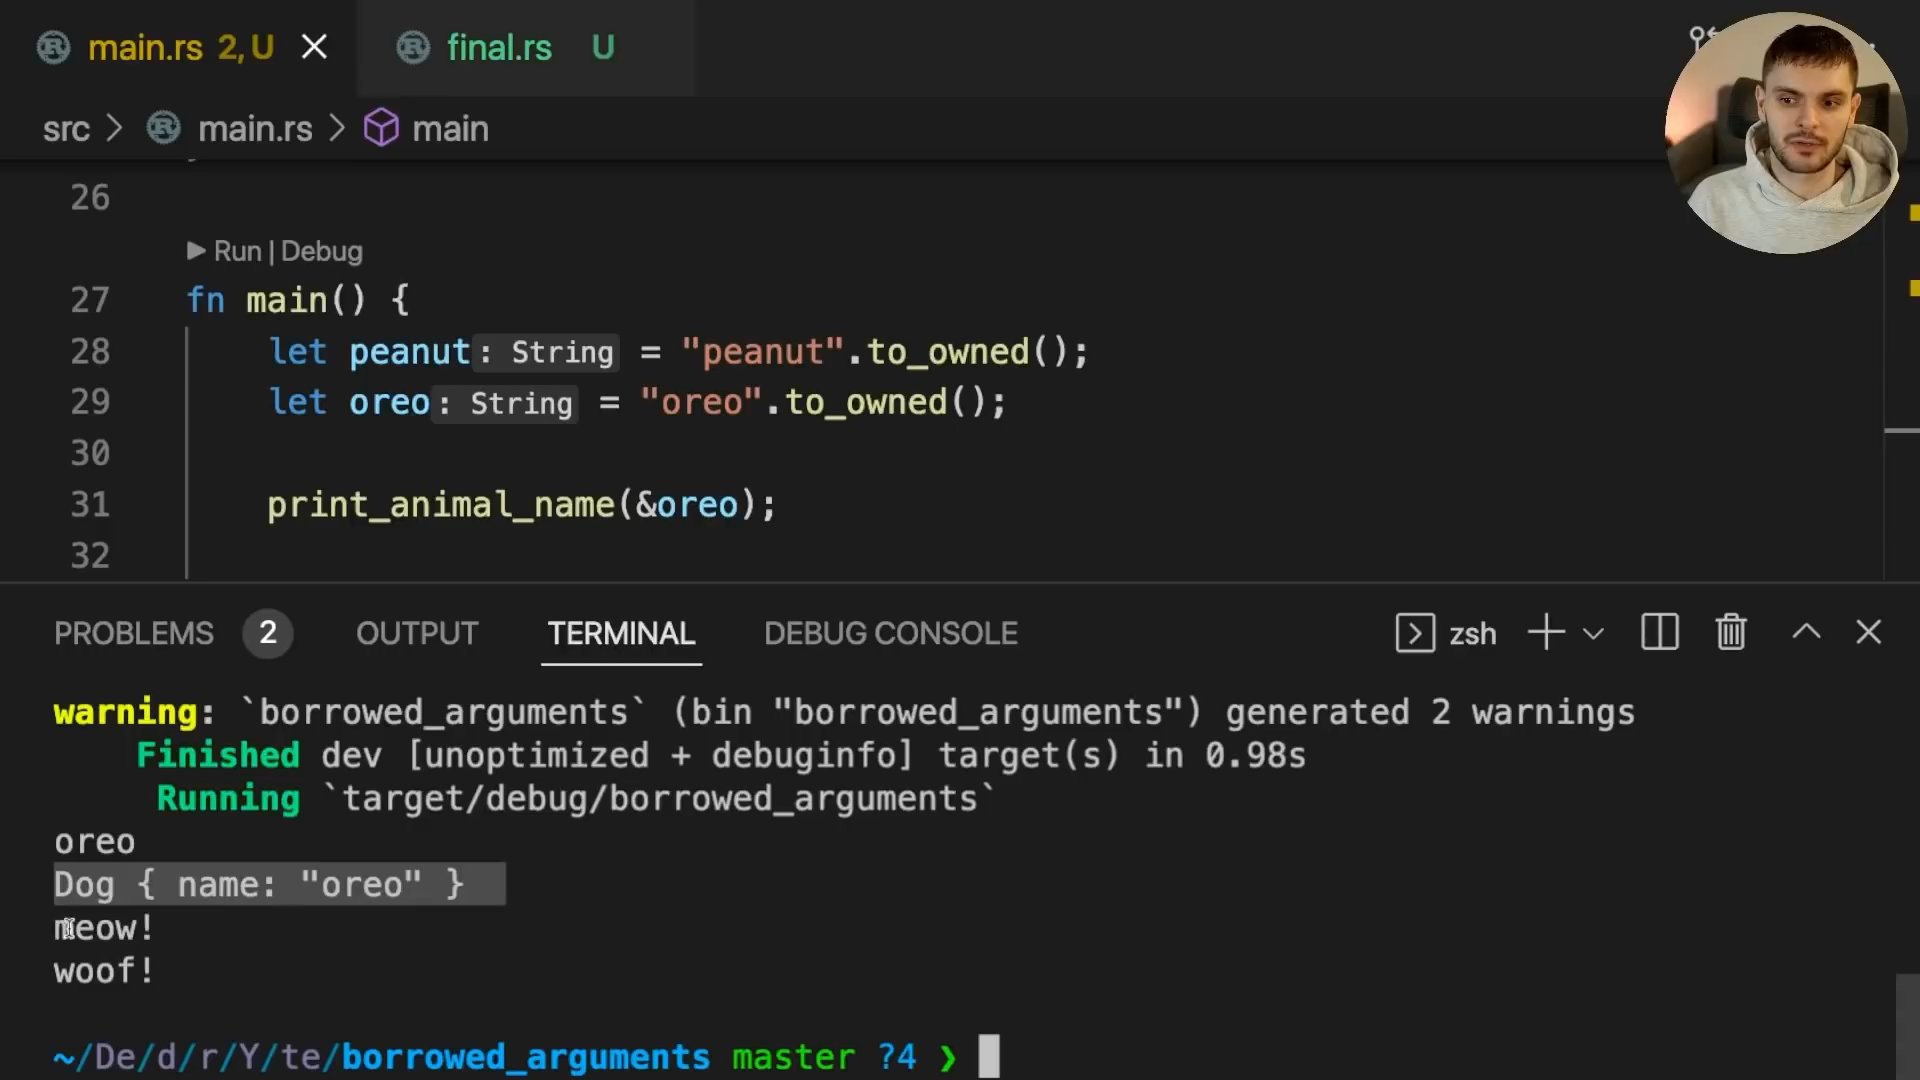 main.rs 2, U
final.rs U
src > main.rs > main
26
Run | Debug
27 fn main() {
28 let peanut: String = "peanut".to_owned();
29 let oreo: String = "oreo".to_owned();
30
31 print_animal_name(&oreo);
32
PROBLEMS 2 OUTPUT TERMINAL DEBUG CONSOLE zsh
warning: `borrowed_arguments` (bin "borrowed_arguments") generated 2 warnings
Finished dev [unoptimized + debuginfo] target(s) in 0.98s
Running `target/debug/borrowed_arguments`
oreo
Dog { name: "oreo" }
meow!
woof!
~/De/d/r/Y/te/borrowed_arguments master ?4 ❯